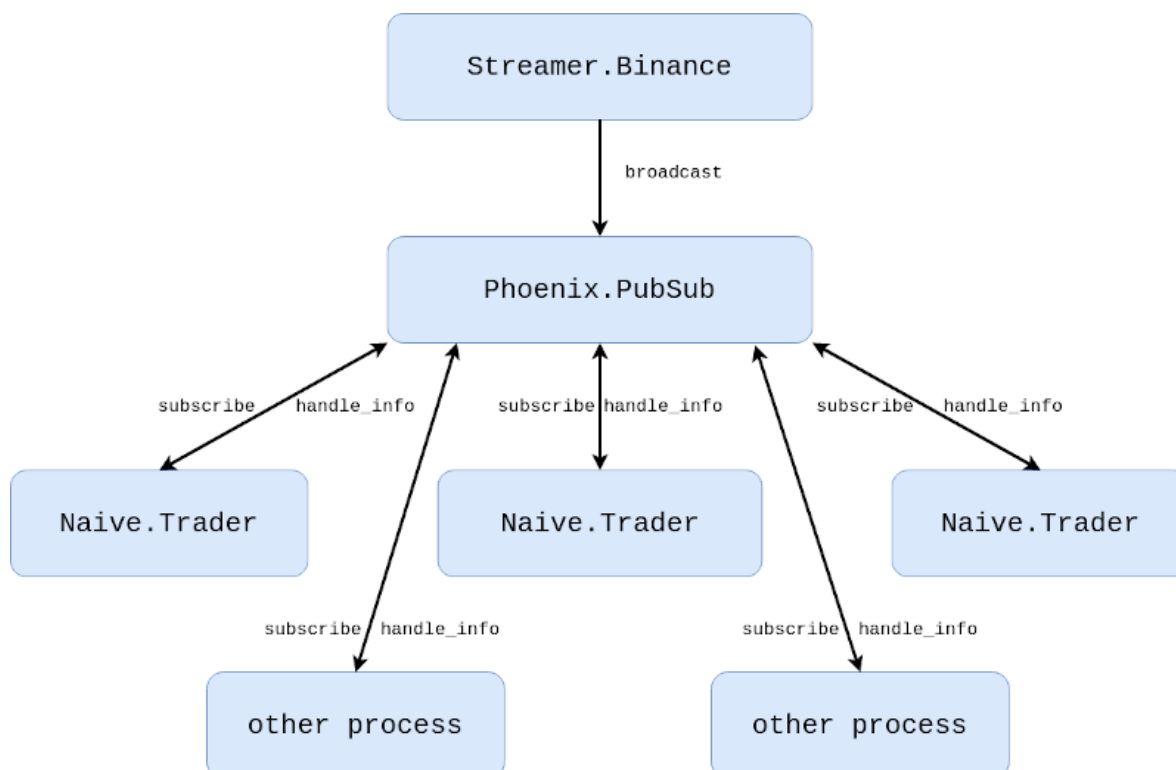 Streamer.Binance
broadcast
Phoenix.PubSub
subscribe handle_info subscribe handle_info subscribe handle_info
Naive.Trader Naive.Trader Naive.Trader
subscribe handle_info subscribe handle_info
other process other process